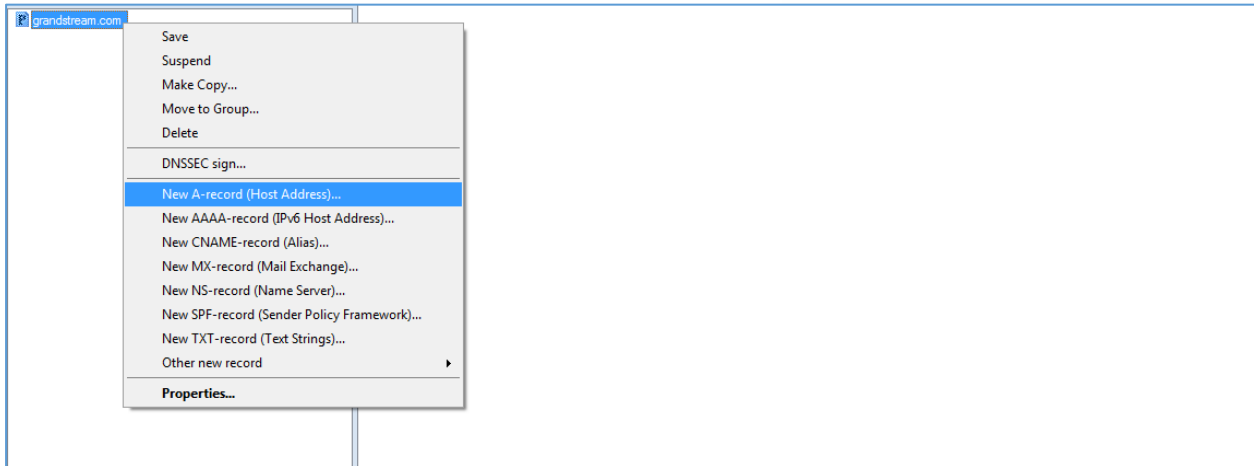 grandstream.com
Save
Suspend
Make Copy...
Move to Group...
Delete
DNSSEC sign...
New A-record (Host Address)...
New AAAA-record (IPv6 Host Address)...
New CNAME-record (Alias)...
New MX-record (Mail Exchange)...
New NS-record (Name Server)...
New SPF-record (Sender Policy Framework)...
New TXT-record (Text Strings)...
Other new record
Properties...